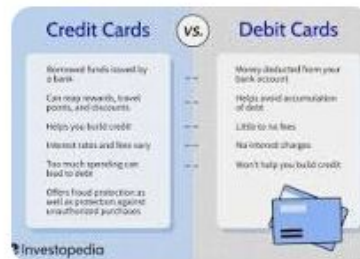 Credit Cards
vs.
Debit Cards
Borrowed funds issued by
a bank
Can reap rewards, travel
points, and discounts
Helps you build credit
Interest rates and fees vary
Too much spending can
lead to debt
Offers fraud protection as
well as protection against
unauthorized purchases
Money deducted from your
bank account
Helps avoid accumulation
of debt
Little to no fees
No interest charges
Won't help you build credit
Investopedia